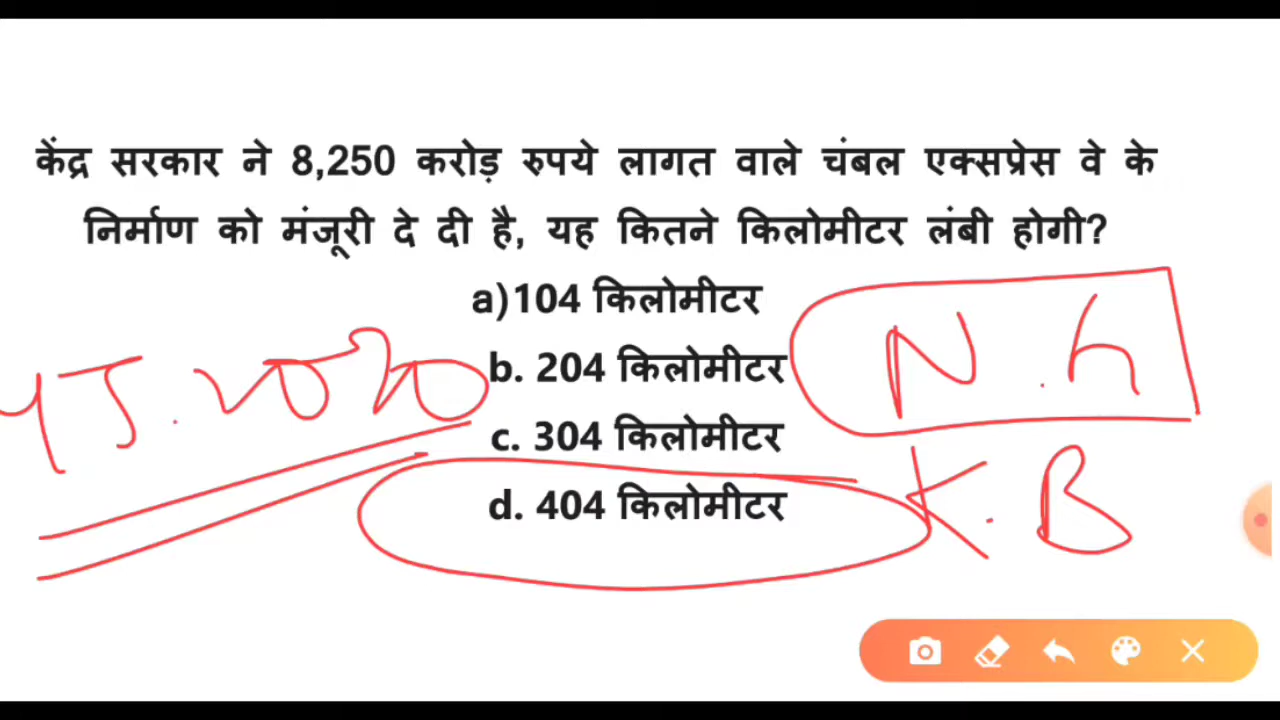 केंद्र सरकार ने 8,250 करोड़ रुपये लागत वाले चंबल एक्सप्रेस वे के
निर्माण को मंजूरी दे दी है, यह कितने किलोमीटर लंबी होगी?
a)104 किलोमीटर
b. 204 किलोमीटर
c. 304 किलोमीटर
d. 404 किलोमीटर
N.h
K.B